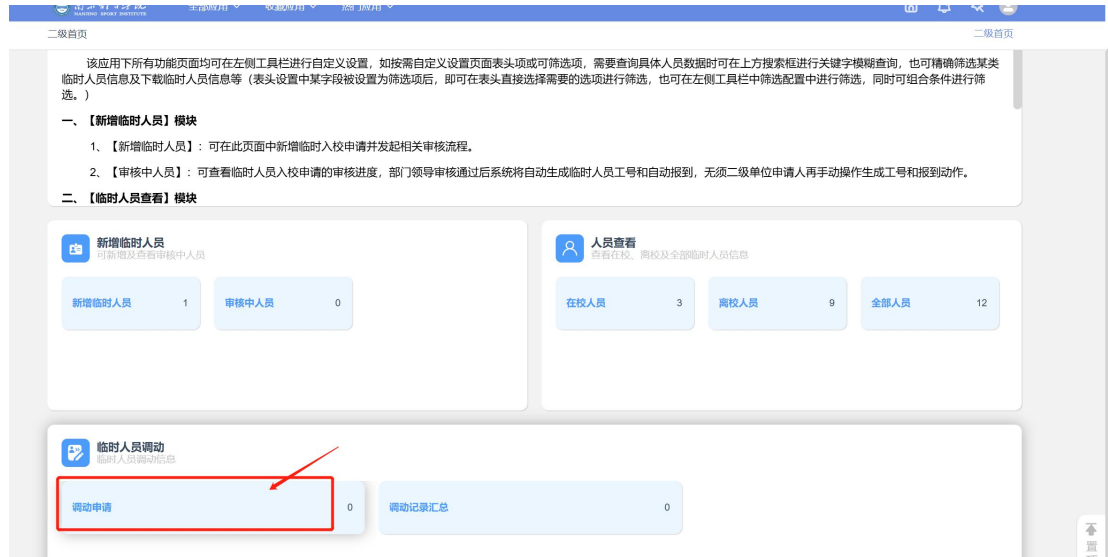 NANJING SPORT INSTITUTE
全部应用
收藏应用
热门应用
二级首页
二级首页
该应用下所有功能页面均可在左侧工具栏进行自定义设置，如按需自定义设置页面表头项或可筛选项，需要查询具体人员数据时可在上方搜索框进行关键字模糊查询，也可精确筛选某类
临时人员信息及下载临时人员信息等（表头设置中某字段被设置为筛选项后，即可在表头直接选择需要的选项进行筛选，也可在左侧工具栏中筛选配置中进行筛选，同时可组合条件进行筛
选。）
一、【新增临时人员】模块
1、【新增临时人员】：可在此页面中新增临时入校申请并发起相关审核流程。
2、【审核中人员】：可查看临时人员入校申请的审核进度，部门领导审核通过后系统将自动生成临时人员工号和自动报到，无须二级单位申请人再手动操作生成工号和报到动作。
二、【临时人员查看】模块
新增临时人员
可新增及查看审核中人员
新增临时人员 1
审核中人员 0
人员查看
查看在校、离校及全部临时人员信息
在校人员 3
离校人员 9
全部人员 12
临时人员调动
临时人员调动信息
调动申请 0
调动记录汇总 0
置